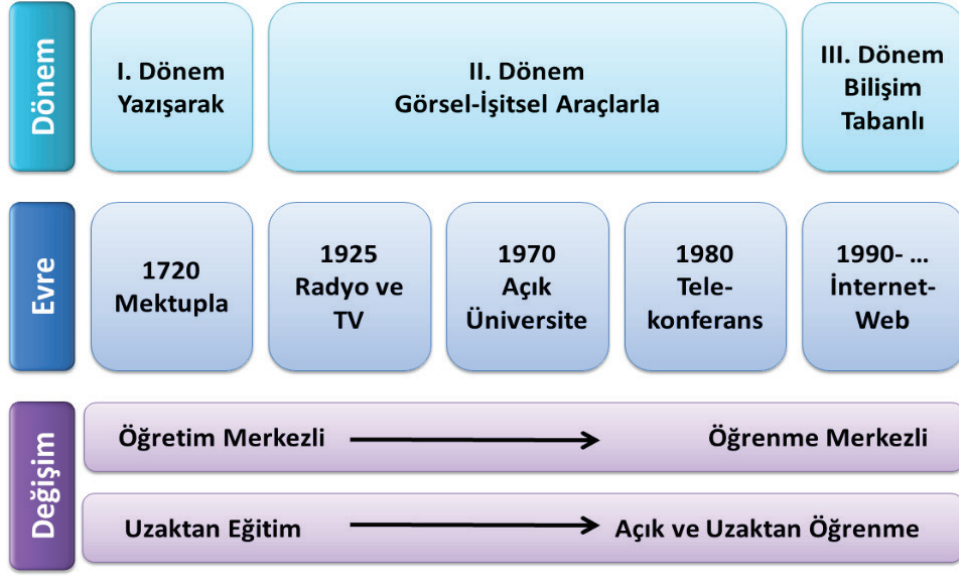 Dönem
I. Dönem
Yazışarak
II. Dönem
Görsel-İşitsel Araçlarla
III. Dönem
Bilişim
Tabanlı
Evre
1720
Mektupla
1925
Radyo ve
TV
1970
Açık
Üniversite
1980
Tele-
konferans
1990- ...
İnternet-
Web
Değişim
Öğretim Merkezli
Öğrenme Merkezli
Uzaktan Eğitim
Açık ve Uzaktan Öğrenme